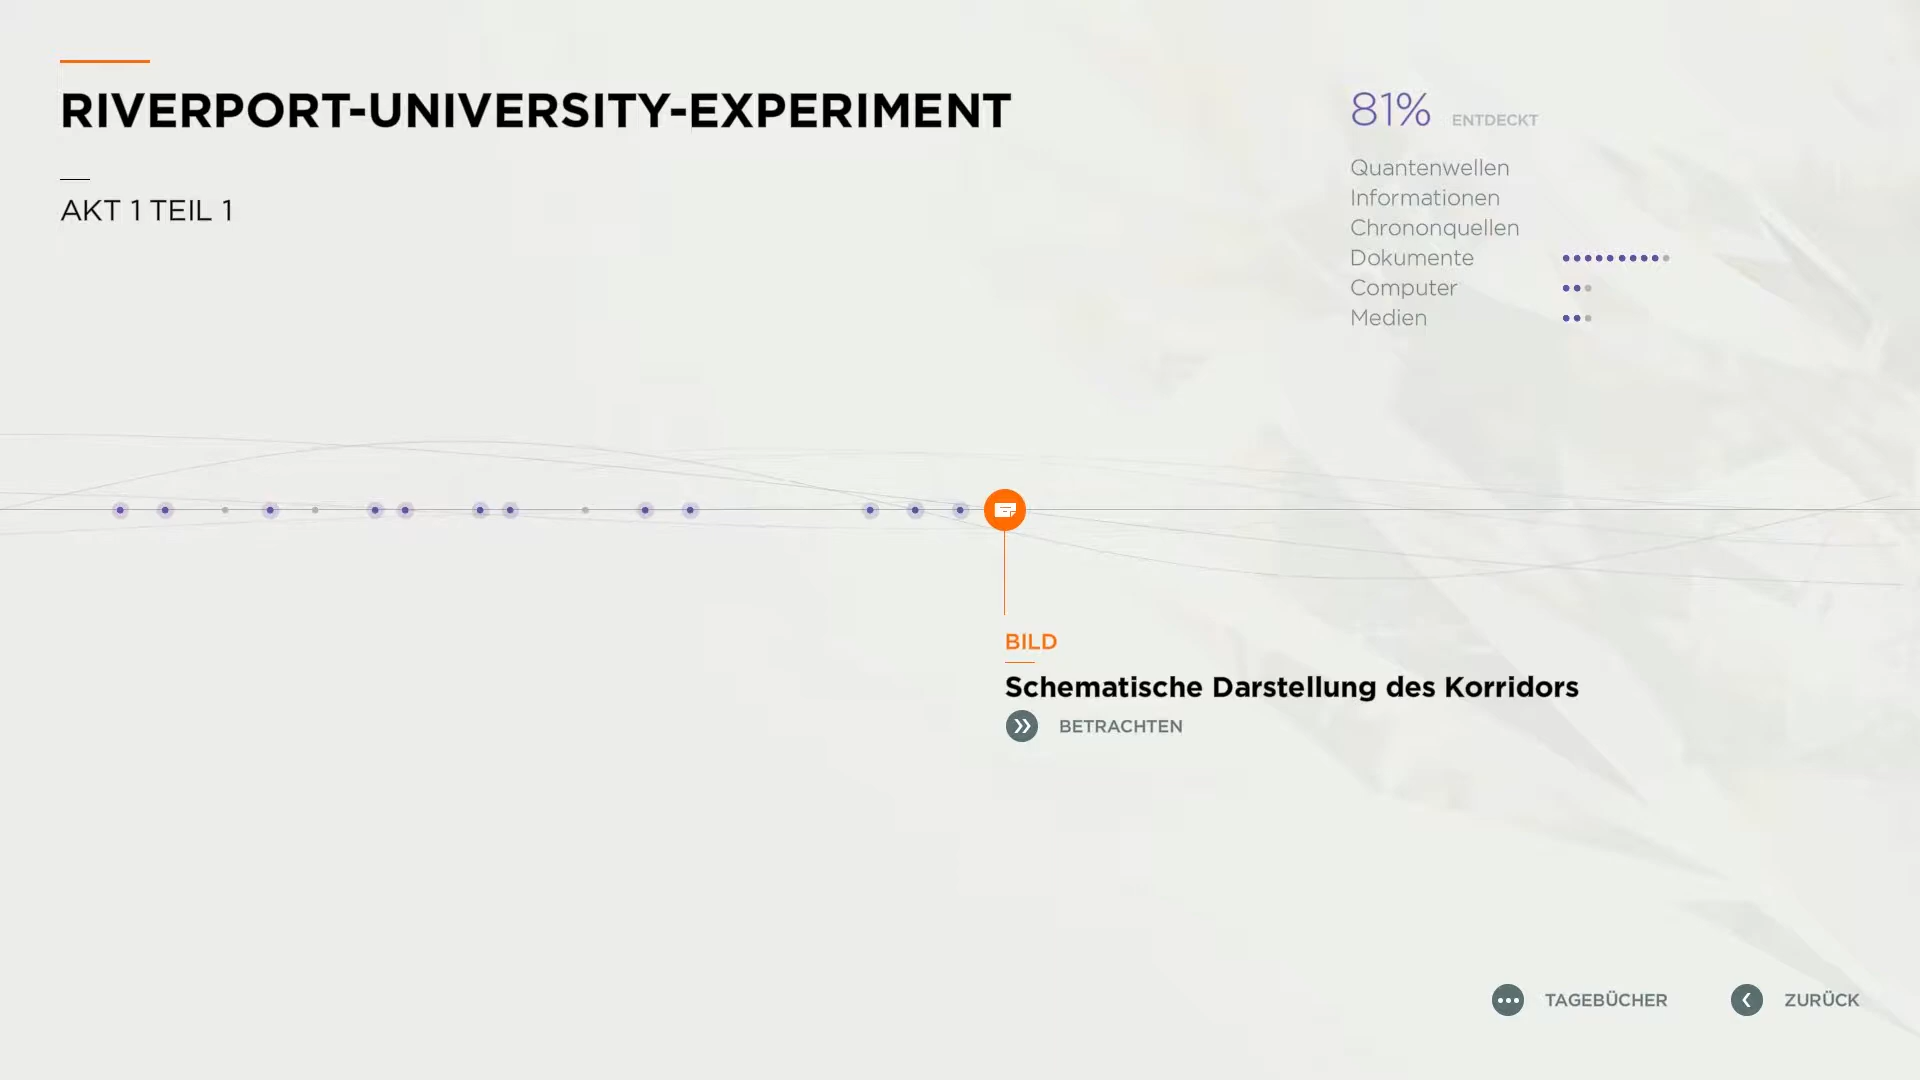 RIVERPORT-UNIVERSITY-EXPERIMENT
AKT 1 TEIL 1
81% ENTDECKT
Quantenwellen
Informationen
Chrononquellen
Dokumente
Computer
Medien
BILD
Schematische Darstellung des Korridors
BETRACHTEN
TAGEBÜCHER
ZURÜCK